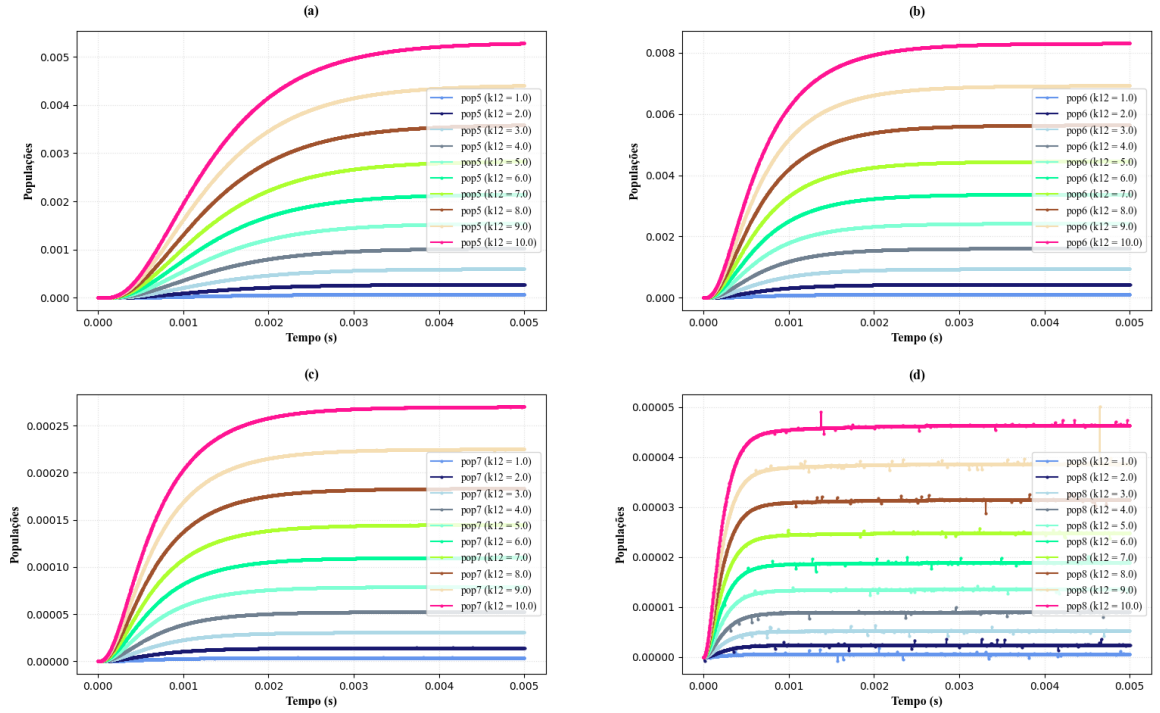 (a)
Populações
0.005
0.004
0.003
0.002
0.001
0.000
pop5 (k12 = 1.0)
pop5 (k12 = 2.0)
pop5 (k12 = 3.0)
pop5 (k12 = 4.0)
pop5 (k12 = 5.0)
pop5 (k12 = 6.0)
pop5 (k12 = 7.0)
pop5 (k12 = 8.0)
pop5 (k12 = 9.0)
pop5 (k12 = 10.0)
0.000 0.001 0.002 0.003 0.004 0.005
Tempo (s)
(b)
Populações
0.008
0.006
0.004
0.002
0.000
pop6 (k12 = 1.0)
pop6 (k12 = 2.0)
pop6 (k12 = 3.0)
pop6 (k12 = 4.0)
pop6 (k12 = 5.0)
pop6 (k12 = 6.0)
pop6 (k12 = 7.0)
pop6 (k12 = 8.0)
pop6 (k12 = 9.0)
pop6 (k12 = 10.0)
0.000 0.001 0.002 0.003 0.004 0.005
Tempo (s)
(c)
Populações
0.00025
0.00020
0.00015
0.00010
0.00005
0.00000
pop7 (k12 = 1.0)
pop7 (k12 = 2.0)
pop7 (k12 = 3.0)
pop7 (k12 = 4.0)
pop7 (k12 = 5.0)
pop7 (k12 = 6.0)
pop7 (k12 = 7.0)
pop7 (k12 = 8.0)
pop7 (k12 = 9.0)
pop7 (k12 = 10.0)
0.000 0.001 0.002 0.003 0.004 0.005
Tempo (s)
(d)
Populações
0.00005
0.00004
0.00003
0.00002
0.00001
0.00000
pop8 (k12 = 1.0)
pop8 (k12 = 2.0)
pop8 (k12 = 3.0)
pop8 (k12 = 4.0)
pop8 (k12 = 5.0)
pop8 (k12 = 6.0)
pop8 (k12 = 7.0)
pop8 (k12 = 8.0)
pop8 (k12 = 9.0)
pop8 (k12 = 10.0)
0.000 0.001 0.002 0.003 0.004 0.005
Tempo (s)